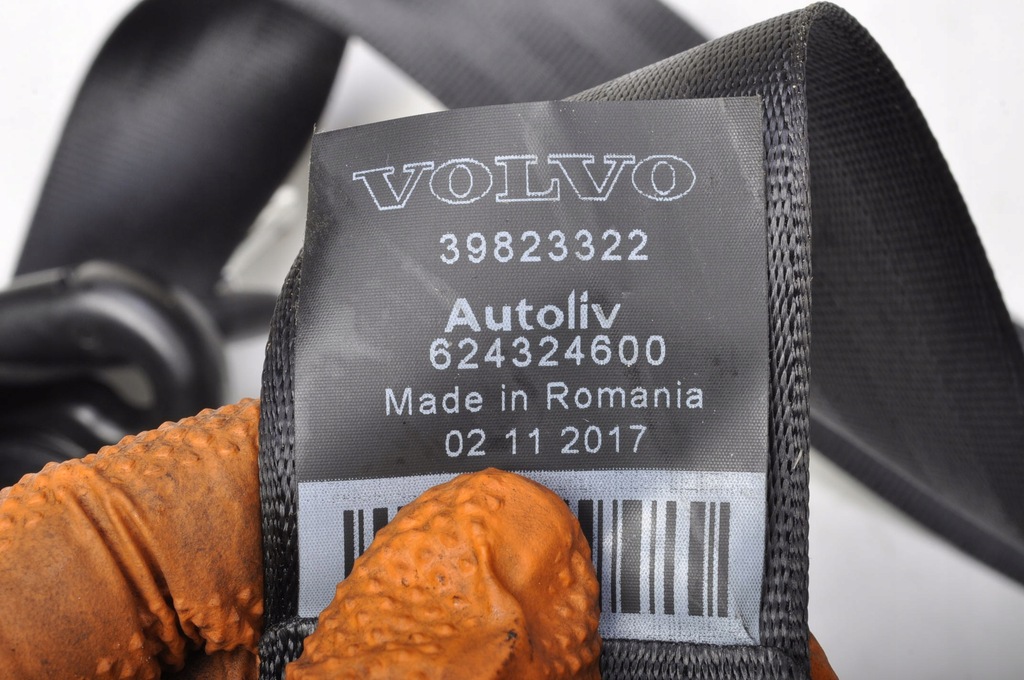 VOLVO
39823322
Autoliv
624324600
Made in Romania
02 11 2017